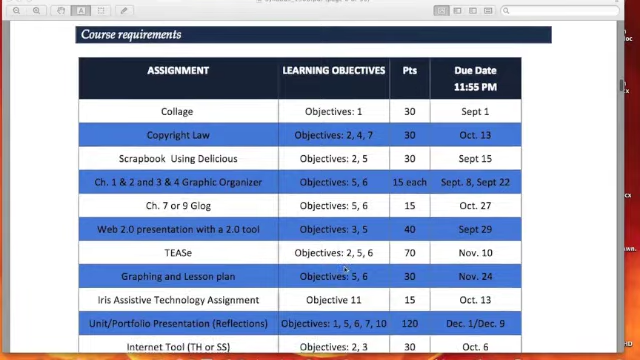 Course requirements
ASSIGNMENT LEARNING OBJECTIVES Pts Due Date
11:55 PM
Collage Objectives: 1 30 Sept 1
Copyright Law Objectives: 2, 4, 7 30 Oct. 13
Scrapbook Using Delicious Objectives: 2, 5 30 Sept 15
Ch. 1 & 2 and 3 & 4 Graphic Organizer Objectives: 5, 6 15 each Sept. 8, Sept 22
Ch. 7 or 9 Glog Objectives: 5, 6 15 Oct. 27
Web 2.0 presentation with a 2.0 tool Objectives: 3, 5 40 Sept 29
TEASe Objectives: 2, 5, 6 70 Nov. 10
Graphing and Lesson plan Objectives: 5, 6 30 Nov. 24
Iris Assistive Technology Assignment Objective 11 15 Oct. 13
Unit/Portfolio Presentation (Reflections) Objectives: 1, 5, 6, 7, 10 120 Dec. 1/Dec. 9
Internet Tool (TH or SS) Objectives: 2, 3 30 Oct. 6